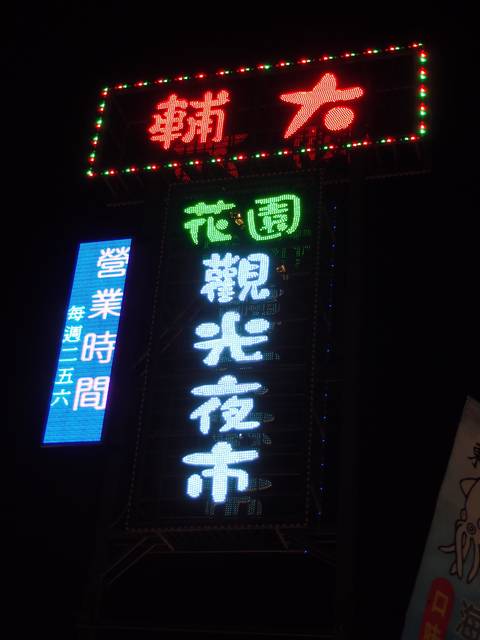 輔大
花園
觀光夜市
營業時間
每週二五六